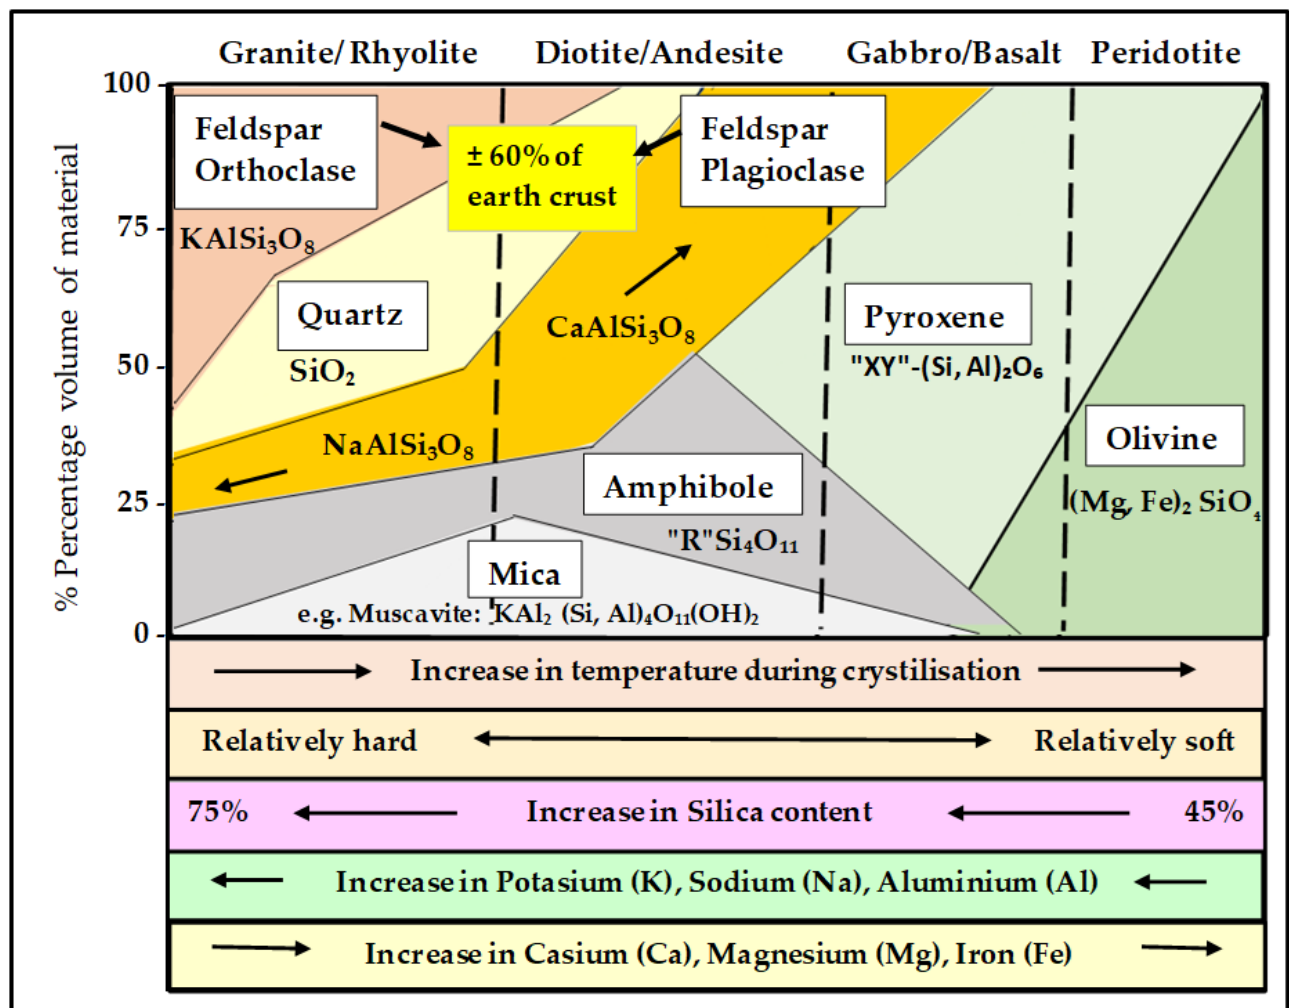 Granite/ Rhyolite
Diotite/Andesite
Gabbro/Basalt
Peridotite
% Percentage volume of material
100
75
50
25
0
Feldspar
Orthoclase
KAlSi₃O₈
± 60% of
earth crust
Feldspar
Plagioclase
Quartz
SiO₂
CaAlSi₃O₈
NaAlSi₃O₈
Pyroxene
"XY"-(Si, Al)₂O₆
Olivine
(Mg, Fe)₂ SiO₄
Amphibole
"R"Si₄O₁₁
Mica
e.g. Muscavite: KAl₂ (Si, Al)₄O₁₁(OH)₂
Increase in temperature during crystilisation
Relatively hard
Relatively soft
75%
Increase in Silica content
45%
Increase in Potasium (K), Sodium (Na), Aluminium (Al)
Increase in Casium (Ca), Magnesium (Mg), Iron (Fe)